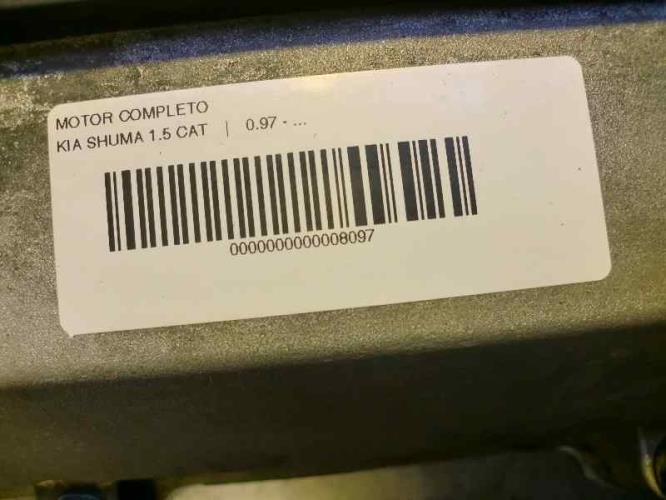 MOTOR COMPLETO
KIA SHUMA 1.5 CAT | 0.97 - ...
0000000000008097